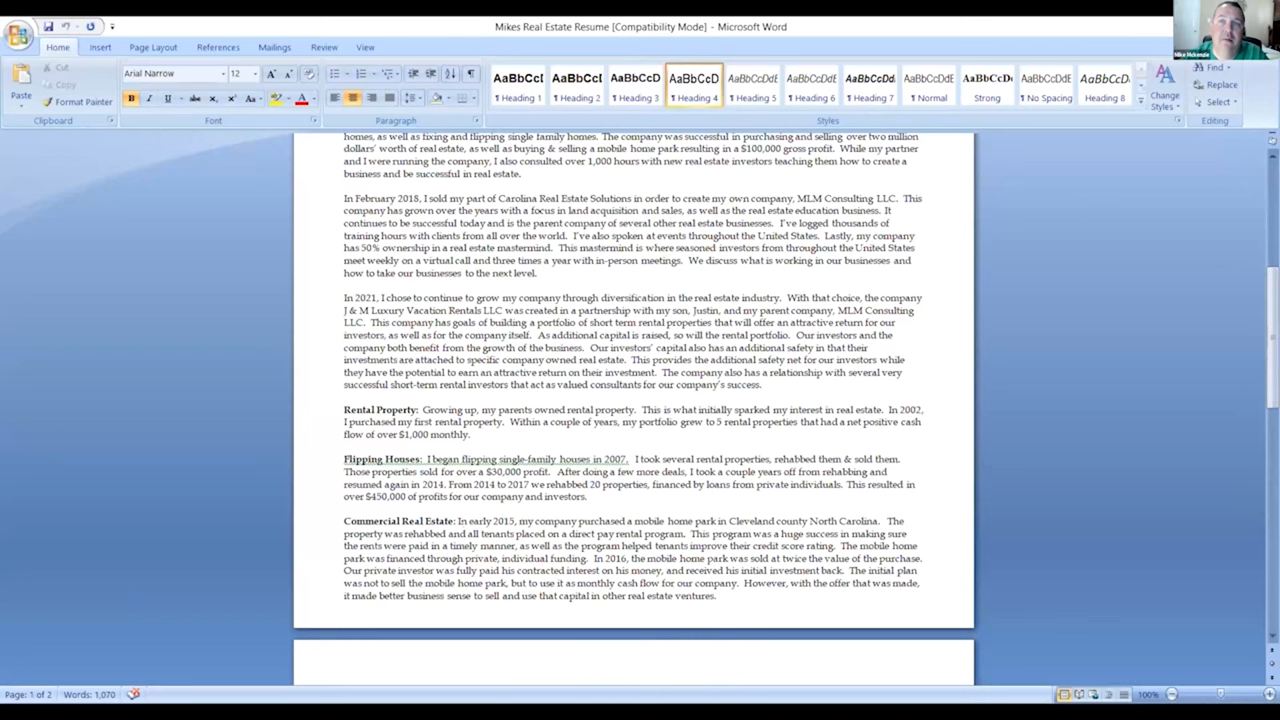 Mikes Real Estate Resume [Compatibility Mode] - Microsoft Word
Mike Mckenzie
Home Insert Page Layout References Mailings Review View
Paste
Cut
Copy
Format Painter
Clipboard
Arial Narrow 12
Font
Paragraph
AaBbCcI AaBbCcD AaBbCcD AaBbCcD AaBbCcDdE AaBbCcDd AaBbCcDd AaBbCcDd AaBbCcD AaBbCcDd AaBbCcD
¶ Heading 1 ¶ Heading 2 ¶ Heading 3 ¶ Heading 4 ¶ Heading 5 ¶ Heading 6 ¶ Heading 7 ¶ Normal Strong ¶ No Spacing Heading 8
Styles
Change
Styles
Find
Replace
Select
Editing
homes, as well as fixing and flipping single family homes. The company was successful in purchasing and selling over two million
dollars' worth of real estate, as well as buying & selling a mobile home park resulting in a $100,000 gross profit. While my partner
and I were running the company, I also consulted over 1,000 hours with new real estate investors teaching them how to create a
business and be successful in real estate.
In February 2018, I sold my part of Carolina Real Estate Solutions in order to create my own company, MLM Consulting LLC. This
company has grown over the years with a focus in land acquisition and sales, as well as the real estate education business. It
continues to be successful today and is the parent company of several other real estate businesses. I've logged thousands of
training hours with clients from all over the world. I've also spoken at events throughout the United States. Lastly, my company
has 50% ownership in a real estate mastermind. This mastermind is where seasoned investors from throughout the United States
meet weekly on a virtual call and three times a year with in-person meetings. We discuss what is working in our businesses and
how to take our businesses to the next level.
In 2021, I chose to continue to grow my company through diversification in the real estate industry. With that choice, the company
J & M Luxury Vacation Rentals LLC was created in a partnership with my son, Justin, and my parent company, MLM Consulting
LLC. This company has goals of building a portfolio of short term rental properties that will offer an attractive return for our
investors, as well as for the company itself. As additional capital is raised, so will the rental portfolio. Our investors and the
company both benefit from the growth of the business. Our investors' capital also has an additional safety in that their
investments are attached to specific company owned real estate. This provides the additional safety net for our investors while
they have the potential to earn an attractive return on their investment. The company also has a relationship with several very
successful short-term rental investors that act as valued consultants for our company's success.
Rental Property: Growing up, my parents owned rental property. This is what initially sparked my interest in real estate. In 2002,
I purchased my first rental property. Within a couple of years, my portfolio grew to 5 rental properties that had a net positive cash
flow of over $1,000 monthly.
Flipping Houses: I began flipping single-family houses in 2007. I took several rental properties, rehabbed them & sold them.
Those properties sold for over a $30,000 profit. After doing a few more deals, I took a couple years off from rehabbing and
resumed again in 2014. From 2014 to 2017 we rehabbed 20 properties, financed by loans from private individuals. This resulted in
over $450,000 of profits for our company and investors.
Commercial Real Estate: In early 2015, my company purchased a mobile home park in Cleveland county North Carolina. The
property was rehabbed and all tenants placed on a direct pay rental program. This program was a huge success in making sure
the rents were paid in a timely manner, as well as the program helped tenants improve their credit score rating. The mobile home
park was financed through private, individual funding. In 2016, the mobile home park was sold at twice the value of the purchase.
Our private investor was fully paid his contracted interest on his money, and received his initial investment back. The initial plan
was not to sell the mobile home park, but to use it as monthly cash flow for our company. However, with the offer that was made,
it made better business sense to sell and use that capital in other real estate ventures.
Page: 1 of 2 Words: 1,070 100%